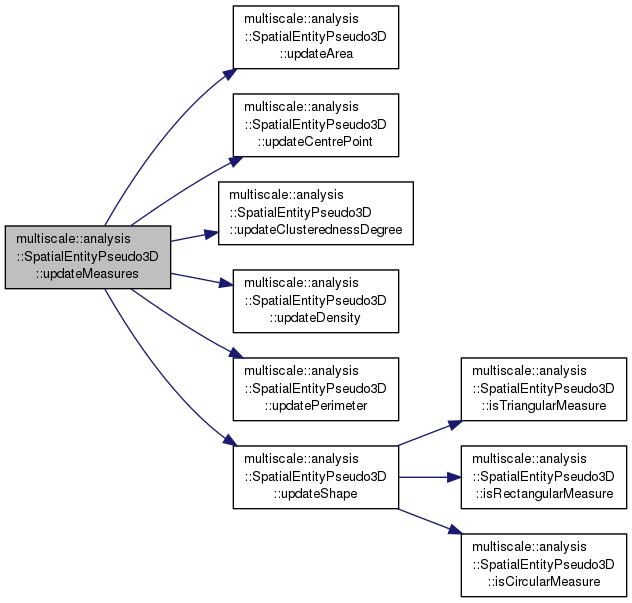 multiscale::analysis
::SpatialEntityPseudo3D
::updateMeasures
multiscale::analysis
::SpatialEntityPseudo3D
::updateArea
multiscale::analysis
::SpatialEntityPseudo3D
::updateCentrePoint
multiscale::analysis
::SpatialEntityPseudo3D
::updateClusterednessDegree
multiscale::analysis
::SpatialEntityPseudo3D
::updateDensity
multiscale::analysis
::SpatialEntityPseudo3D
::updatePerimeter
multiscale::analysis
::SpatialEntityPseudo3D
::updateShape
multiscale::analysis
::SpatialEntityPseudo3D
::isTriangularMeasure
multiscale::analysis
::SpatialEntityPseudo3D
::isRectangularMeasure
multiscale::analysis
::SpatialEntityPseudo3D
::isCircularMeasure